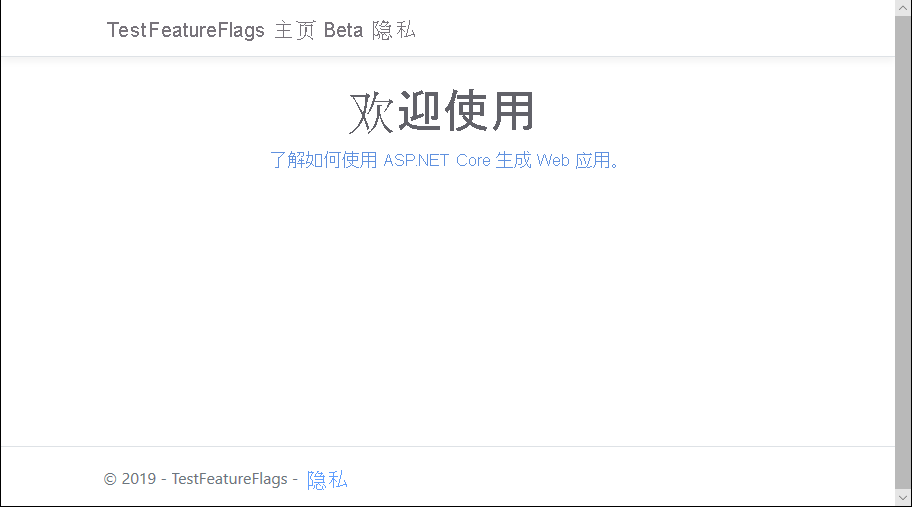 TestFeatureFlags 主页 Beta 隐私
欢迎使用
了解如何使用 ASP.NET Core 生成 Web 应用。
© 2019 - TestFeatureFlags - 隐私